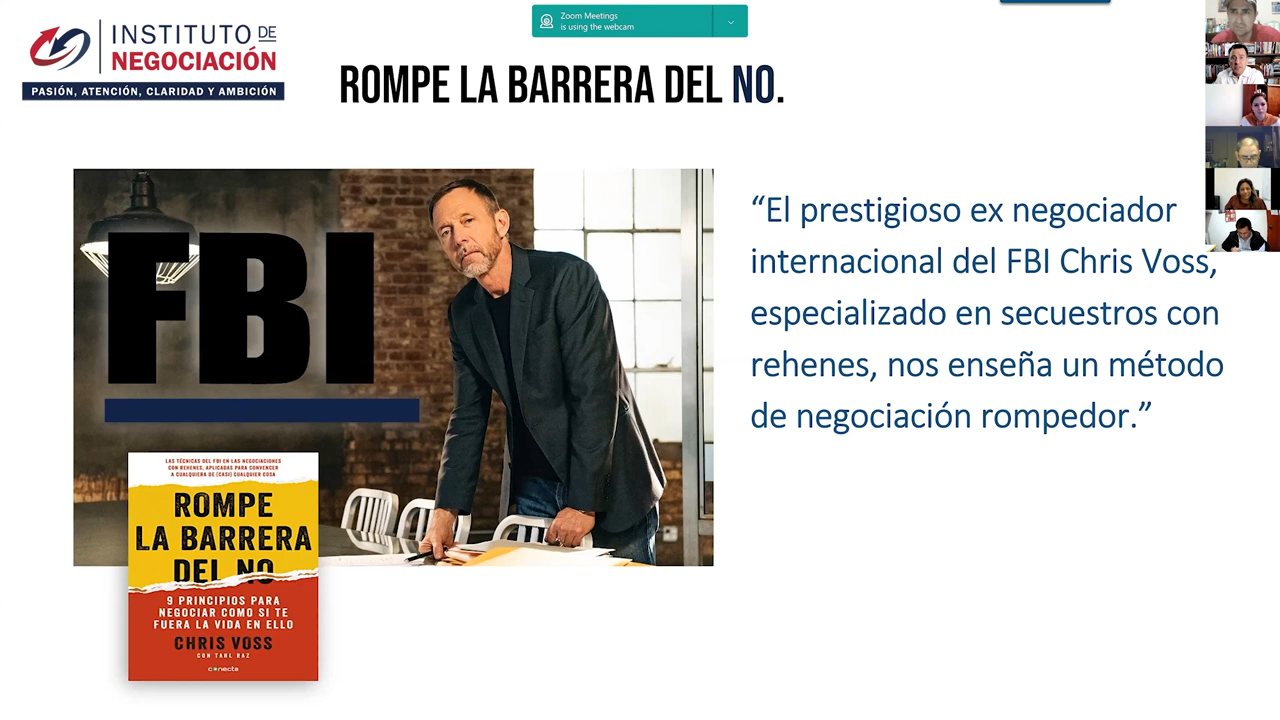 INSTITUTO DE
NEGOCIACIÓN
PASIÓN, ATENCIÓN, CLARIDAD Y AMBICIÓN
Zoom Meetings
is using the webcam
ROMPE LA BARRERA DEL NO.
FBI
“El prestigioso ex negociador
internacional del FBI Chris Voss,
especializado en secuestros con
rehenes, nos enseña un método
de negociación rompedor.”
LAS TÉCNICAS DEL FBI EN LAS NEGOCIACIONES
CON REHENES, APLICADAS PARA CONVENCER
A CUALQUIERA DE (CASI) CUALQUIER COSA
ROMPE
LA BARRERA
DEL NO
9 PRINCIPIOS PARA
NEGOCIAR COMO SI TE
FUERA LA VIDA EN ELLO
CHRIS VOSS
CON TAHL RAZ
conecta